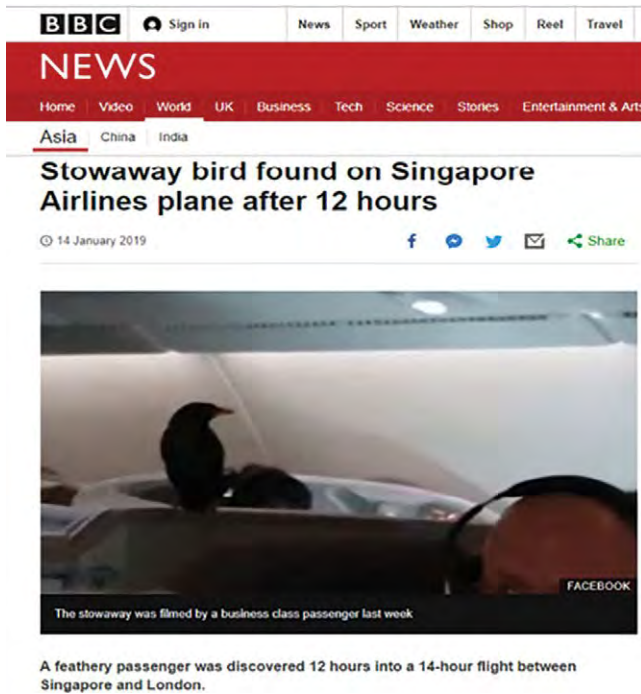 BBC Sign in News Sport Weather Shop Reel Travel
NEWS
Home Video World UK Business Tech Science Stories Entertainment & Arts
Asia China India
Stowaway bird found on Singapore
Airlines plane after 12 hours
14 January 2019 Share
FACEBOOK
The stowaway was filmed by a business class passenger last week
A feathery passenger was discovered 12 hours into a 14-hour flight between
Singapore and London.